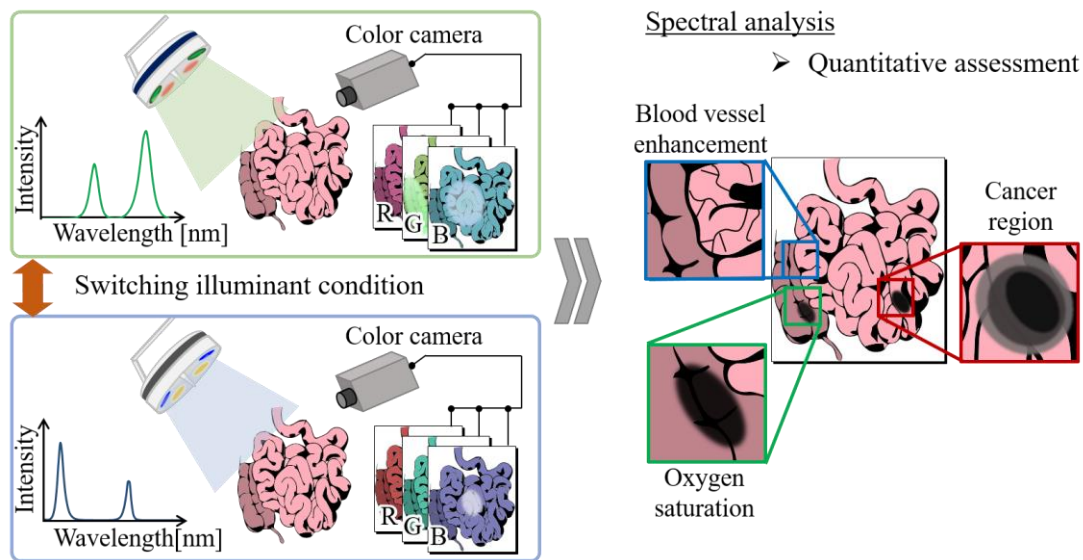 Color camera
Intensity
Wavelength [nm]
R
G
B
Switching illuminant condition
Color camera
Intensity
Wavelength[nm]
R
G
B
Spectral analysis
➢ Quantitative assessment
Blood vessel
enhancement
Cancer
region
Oxygen
saturation